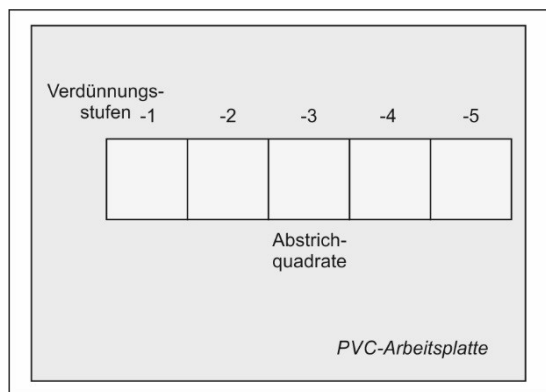 Verdünnungs-
stufen -1 -2 -3 -4 -5
Abstrich-
quadrate
PVC-Arbeitsplatte